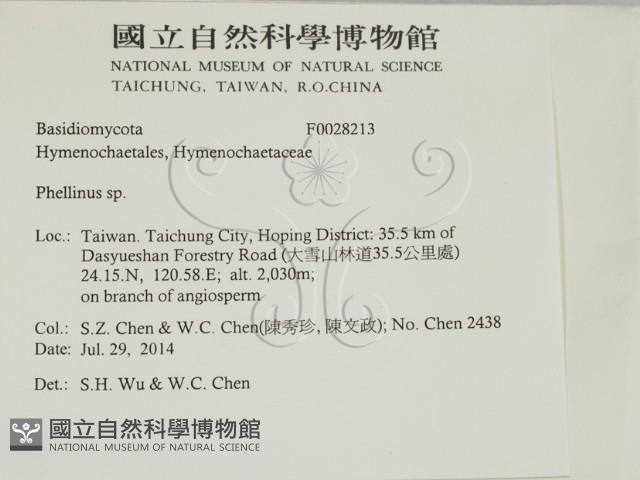 國立自然科學博物館
NATIONAL MUSEUM OF NATURAL SCIENCE
TAICHUNG, TAIWAN, R.O.CHINA
Basidiomycota F0028213
Hymenochaetales, Hymenochaetaceae
Phellinus sp.
Loc.: Taiwan. Taichung City, Hoping District: 35.5 km of
Dasyueshan Forestry Road (大雪山林道35.5公里處)
24.15.N, 120.58.E; alt. 2,030m;
on branch of angiosperm
Col.: S.Z. Chen & W.C. Chen(陳秀珍, 陳文政); No. Chen 2438
Date: Jul. 29, 2014
Det.: S.H. Wu & W.C. Chen
國立自然科學博物館
NATIONAL MUSEUM OF NATURAL SCIENCE